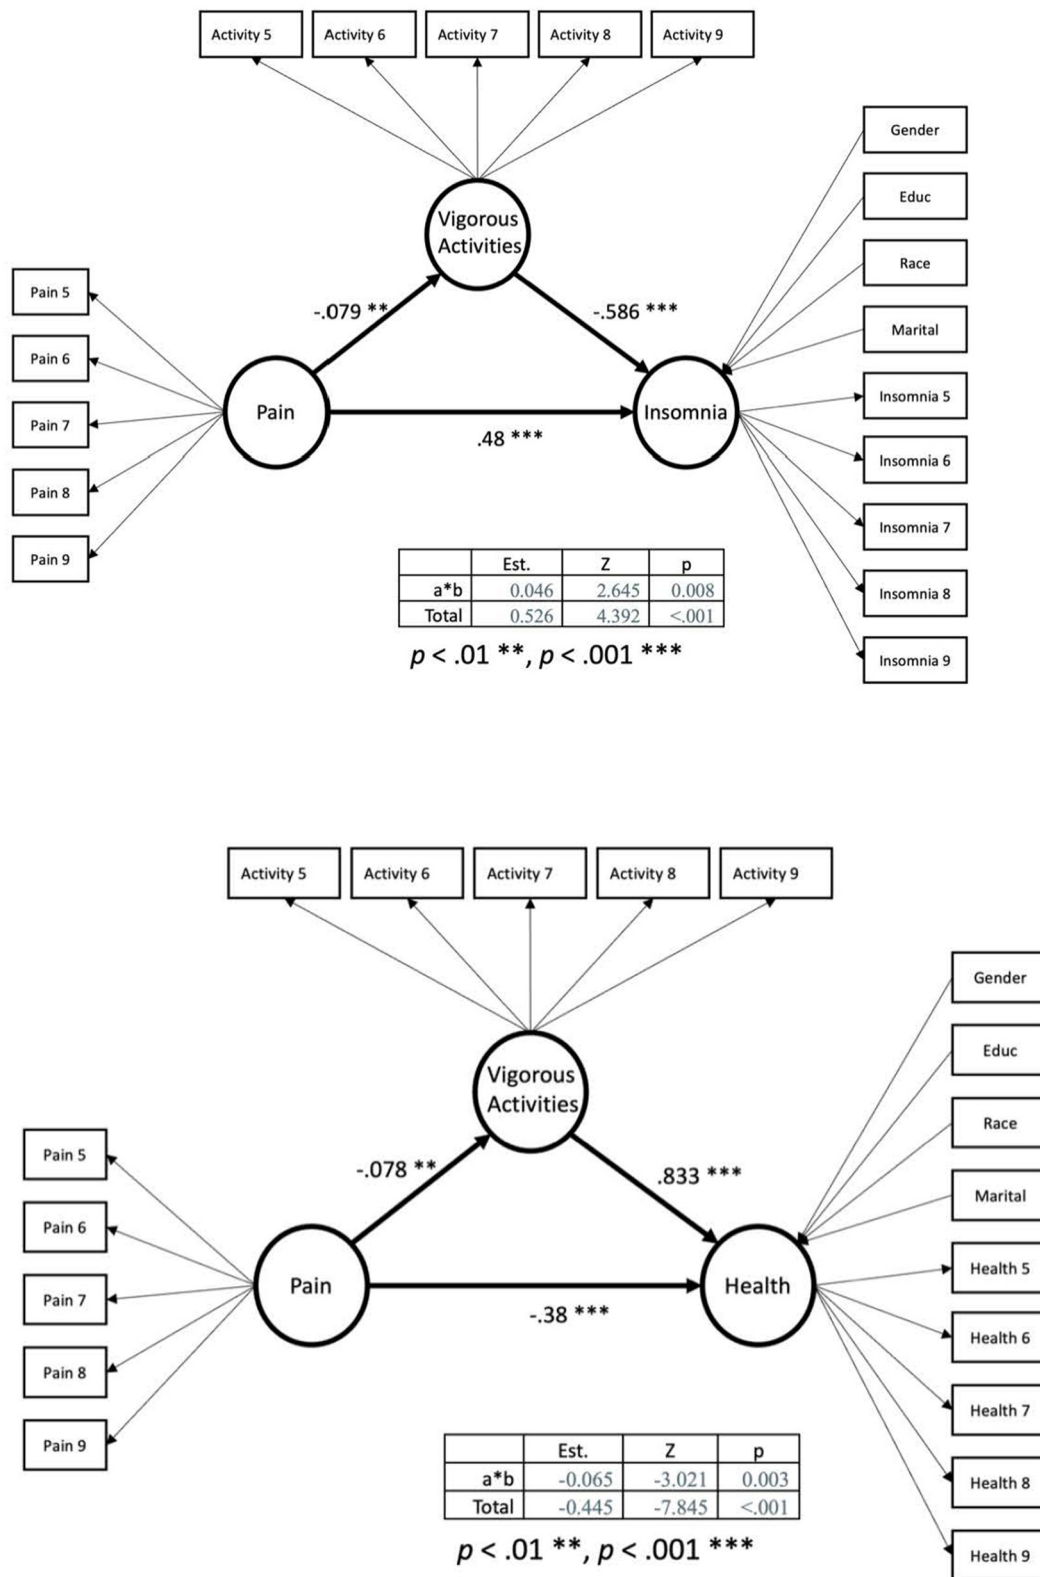 Activity 5 Activity 6 Activity 7 Activity 8 Activity 9
Gender
Educ
Race
Marital
Vigorous
Activities
Pain 5
Pain 6
Pain 7
Pain 8
Pain 9
-.079 **
-.586 ***
Pain
Insomnia
.48 ***
Insomnia 5
Insomnia 6
Insomnia 7
Insomnia 8
Insomnia 9
Est. Z p
a*b 0.046 2.645 0.008
Total 0.526 4.392 <.001
p < .01 **, p < .001 ***
Activity 5 Activity 6 Activity 7 Activity 8 Activity 9
Gender
Educ
Race
Marital
Vigorous
Activities
Pain 5
Pain 6
Pain 7
Pain 8
Pain 9
-.078 **
.833 ***
Pain
Health
-.38 ***
Health 5
Health 6
Health 7
Health 8
Health 9
Est. Z p
a*b -0.065 -3.021 0.003
Total -0.445 -7.845 <.001
p < .01 **, p < .001 ***